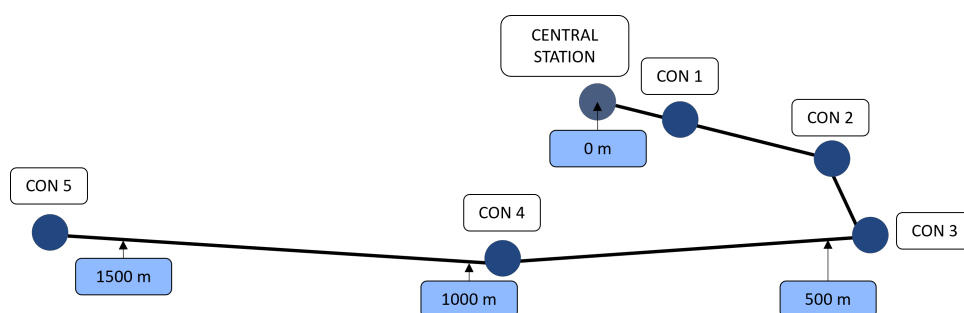 CENTRAL
STATION
CON 1
CON 2
0 m
CON 5
CON 4
CON 3
1500 m
1000 m
500 m